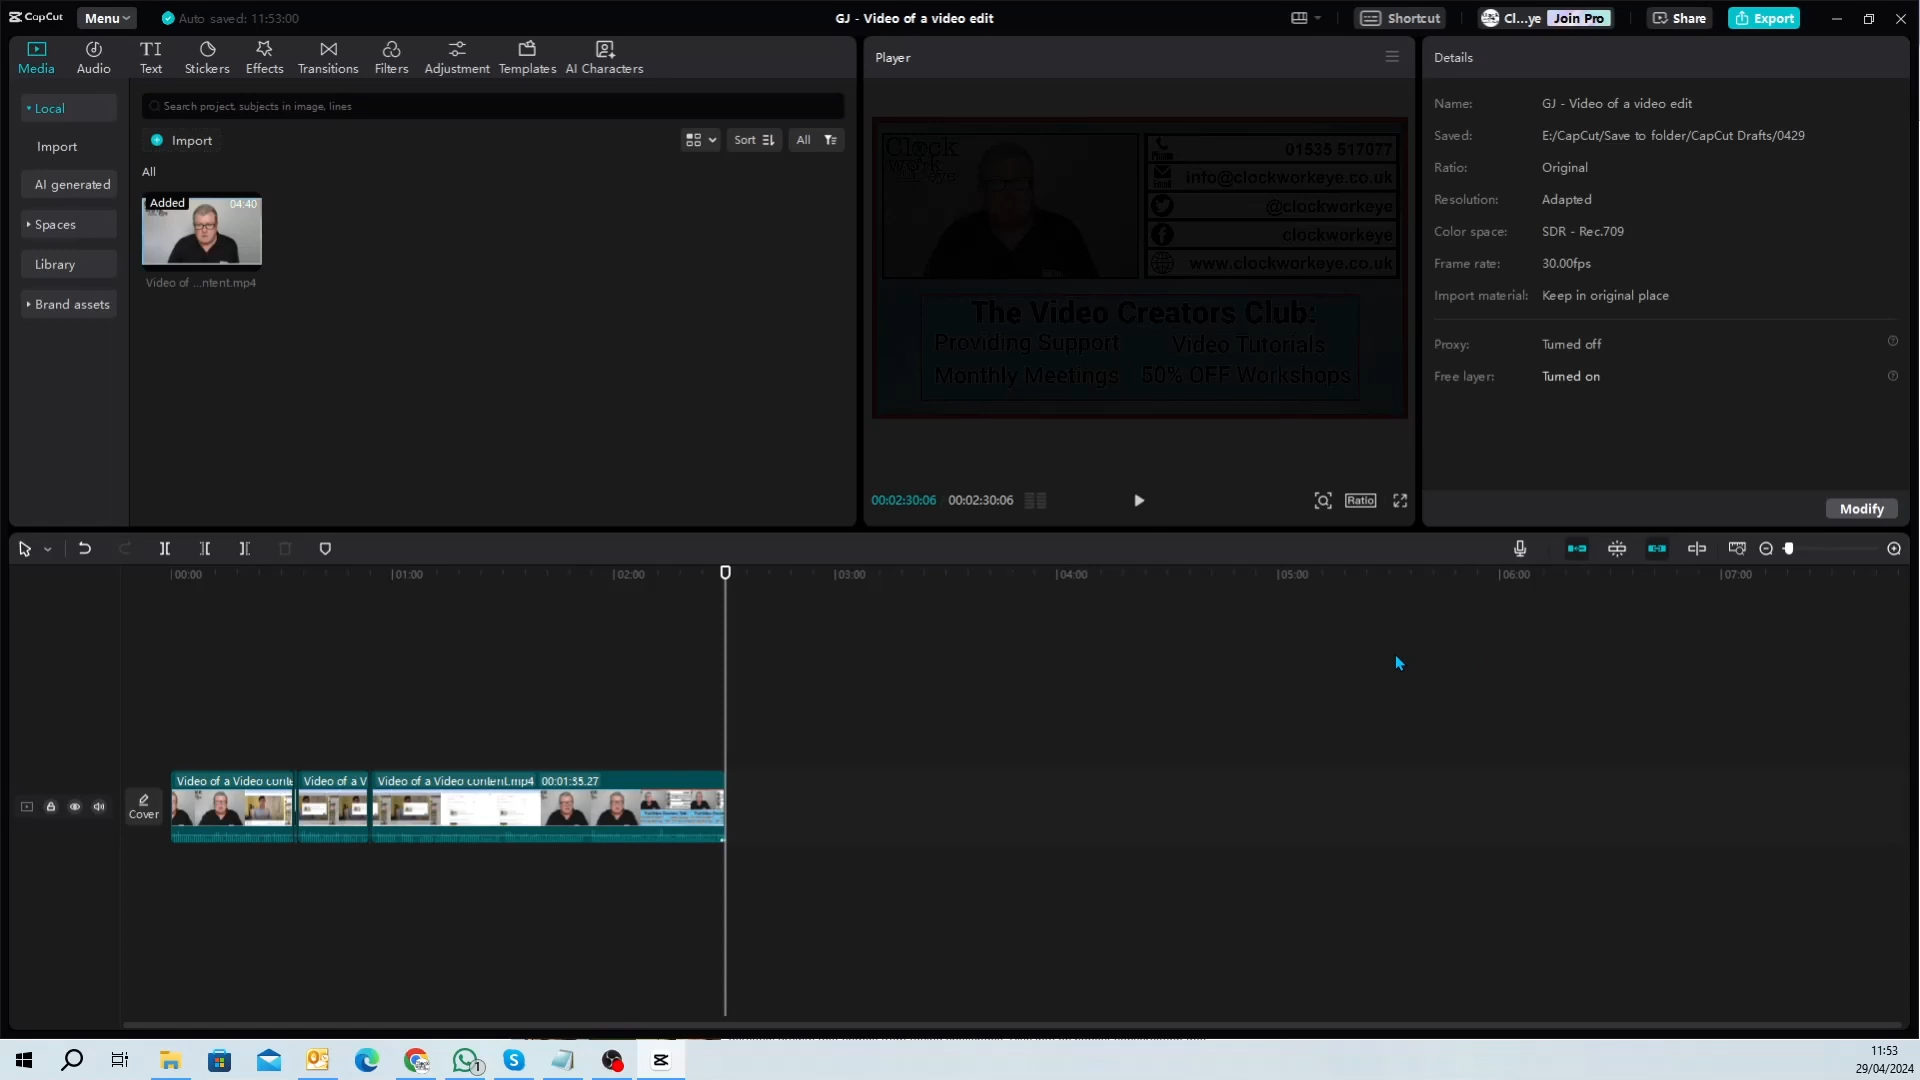 CapCut
Menu
Auto saved: 11:53:00
GJ - Video of a video edit
Shortcut
Cl...ye
Join Pro
Share
Export
Media
Audio
TI
Text
Stickers
Effects
Transitions
Filters
Adjustment
Templates
AI Characters
Local
Import
AI generated
Spaces
Library
Brand assets
Search project, subjects in image, lines
Import
Sort
All
All
Added
04:40
Video of ...ntent.mp4
Player
Clock
work
eye
Phone
01535 517077
Email
info@clockworkeye.co.uk
@clockworkeye
clockworkeye
www.clockworkeye.co.uk
The Video Creators Club:
Providing Support
Video Tutorials
Monthly Meetings
50% OFF Workshops
00:02:30:06
00:02:30:06
Ratio
Details
Name:
GJ - Video of a video edit
Saved:
E:/CapCut/Save to folder/CapCut Drafts/0429
Ratio:
Original
Resolution:
Adapted
Color space:
SDR - Rec.709
Frame rate:
30.00fps
Import material:
Keep in original place
Proxy:
Turned off
Free layer:
Turned on
Modify
00:00
01:00
02:00
03:00
04:00
05:00
06:00
07:00
Cover
Video of a Video conte
Video of a V
Video of a Video content.mp4 00:01:35.27
1
11:53
29/04/2024